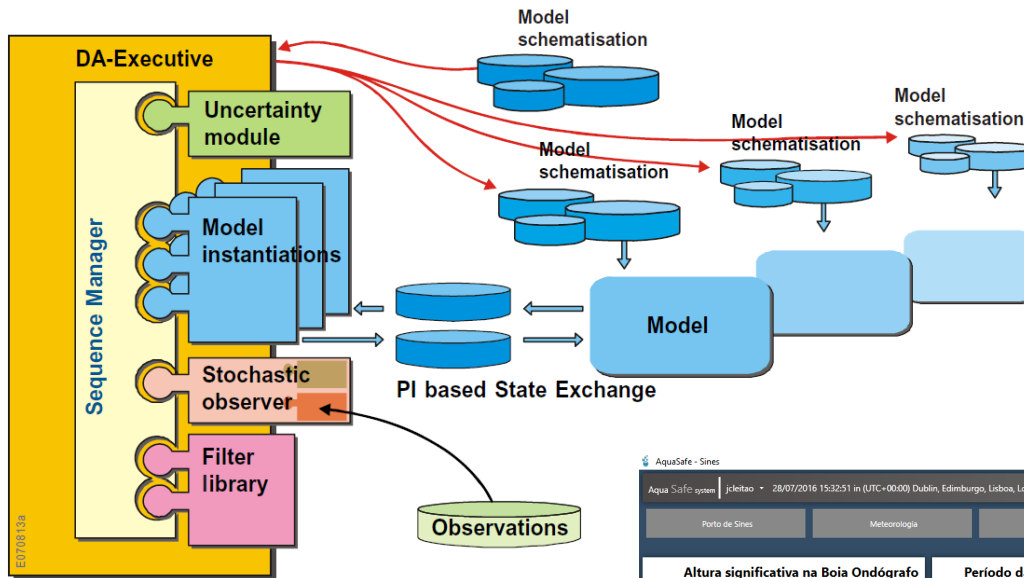 DA-Executive
Model
schematisation
Uncertainty
module
Model
schematisation
Model
schematisation
Model
schematisation
Sequence Manager
Model
instantiations
Model
PI based State Exchange
Stochastic
observer
Filter
library
Observations
E070813a
AquaSafe - Sines
Aqua Safe system jcleitao 28/07/2016 15:32:51 in (UTC+00:00) Dublin, Edimburgo, Lisboa, Lo
Porto de Sines
Meteorologia
Altura significativa na Boia Ondógrafo
Período d